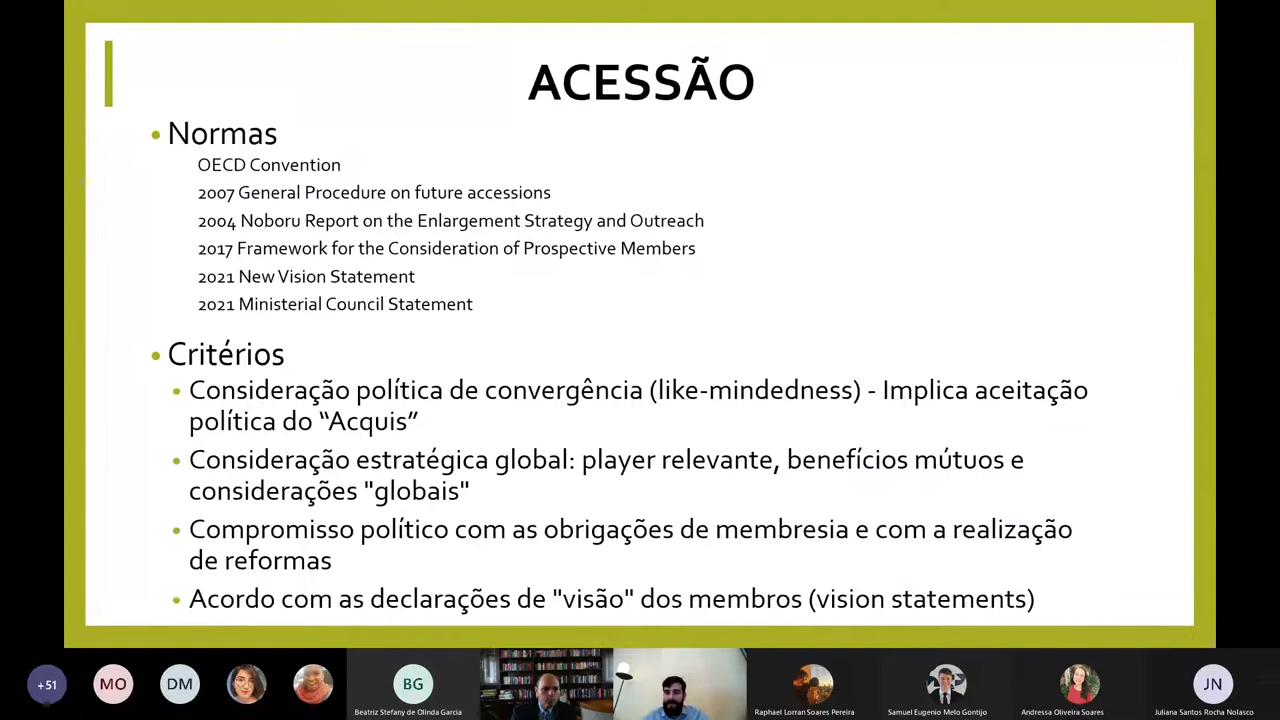 ACESSÃO
• Normas
OECD Convention
2007 General Procedure on future accessions
2004 Noboru Report on the Enlargement Strategy and Outreach
2017 Framework for the Consideration of Prospective Members
2021 New Vision Statement
2021 Ministerial Council Statement
• Critérios
• Consideração política de convergência (like-mindedness) - Implica aceitação
política do “Acquis”
• Consideração estratégica global: player relevante, benefícios mútuos e
considerações "globais"
• Compromisso político com as obrigações de membresia e com a realização
de reformas
• Acordo com as declarações de "visão" dos membros (vision statements)
+51
MO
DM
BG
JN
Beatriz Stefany de Olinda Garcia
Raphael Lorran Soares Pereira
Samuel Eugenio Melo Gontijo
Andressa Oliveira Soares
Juliana Santos Rocha Nolasco